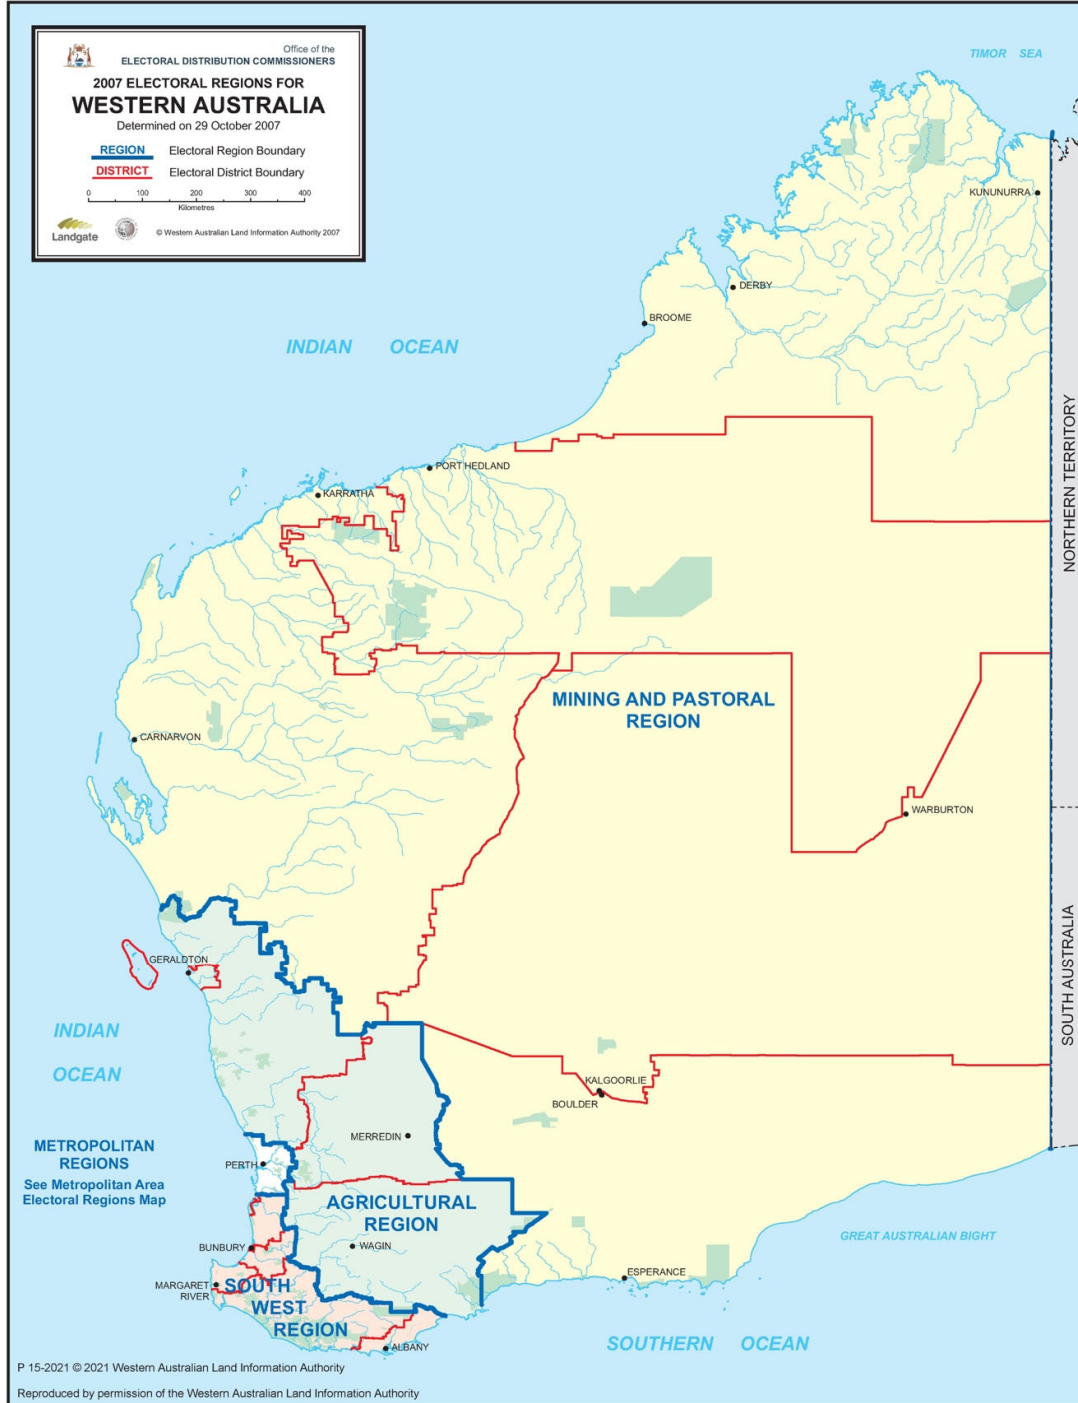 Office of the
ELECTORAL DISTRIBUTION COMMISSIONERS
2007 ELECTORAL REGIONS FOR
WESTERN AUSTRALIA
Determined on 29 October 2007
REGION Electoral Region Boundary
DISTRICT Electoral District Boundary
0 100 200 300 400
Kilometres
Landgate
© Western Australian Land Information Authority 2007
TIMOR SEA
KUNUNURRA
DERBY
BROOME
INDIAN OCEAN
NORTHERN TERRITORY
PORT HEDLAND
KARRATHA
MINING AND PASTORAL
REGION
CARNARVON
WARBURTON
SOUTH AUSTRALIA
GERALDTON
INDIAN
OCEAN
KALGOORLIE
BOULDER
MERREDIN
METROPOLITAN
REGIONS
See Metropolitan Area
Electoral Regions Map
PERTH
AGRICULTURAL
REGION
WAGIN
BUNBURY
GREAT AUSTRALIAN BIGHT
ESPERANCE
MARGARET
RIVER
SOUTH
WEST
REGION
ALBANY
SOUTHERN OCEAN
P 15-2021 © 2021 Western Australian Land Information Authority
Reproduced by permission of the Western Australian Land Information Authority